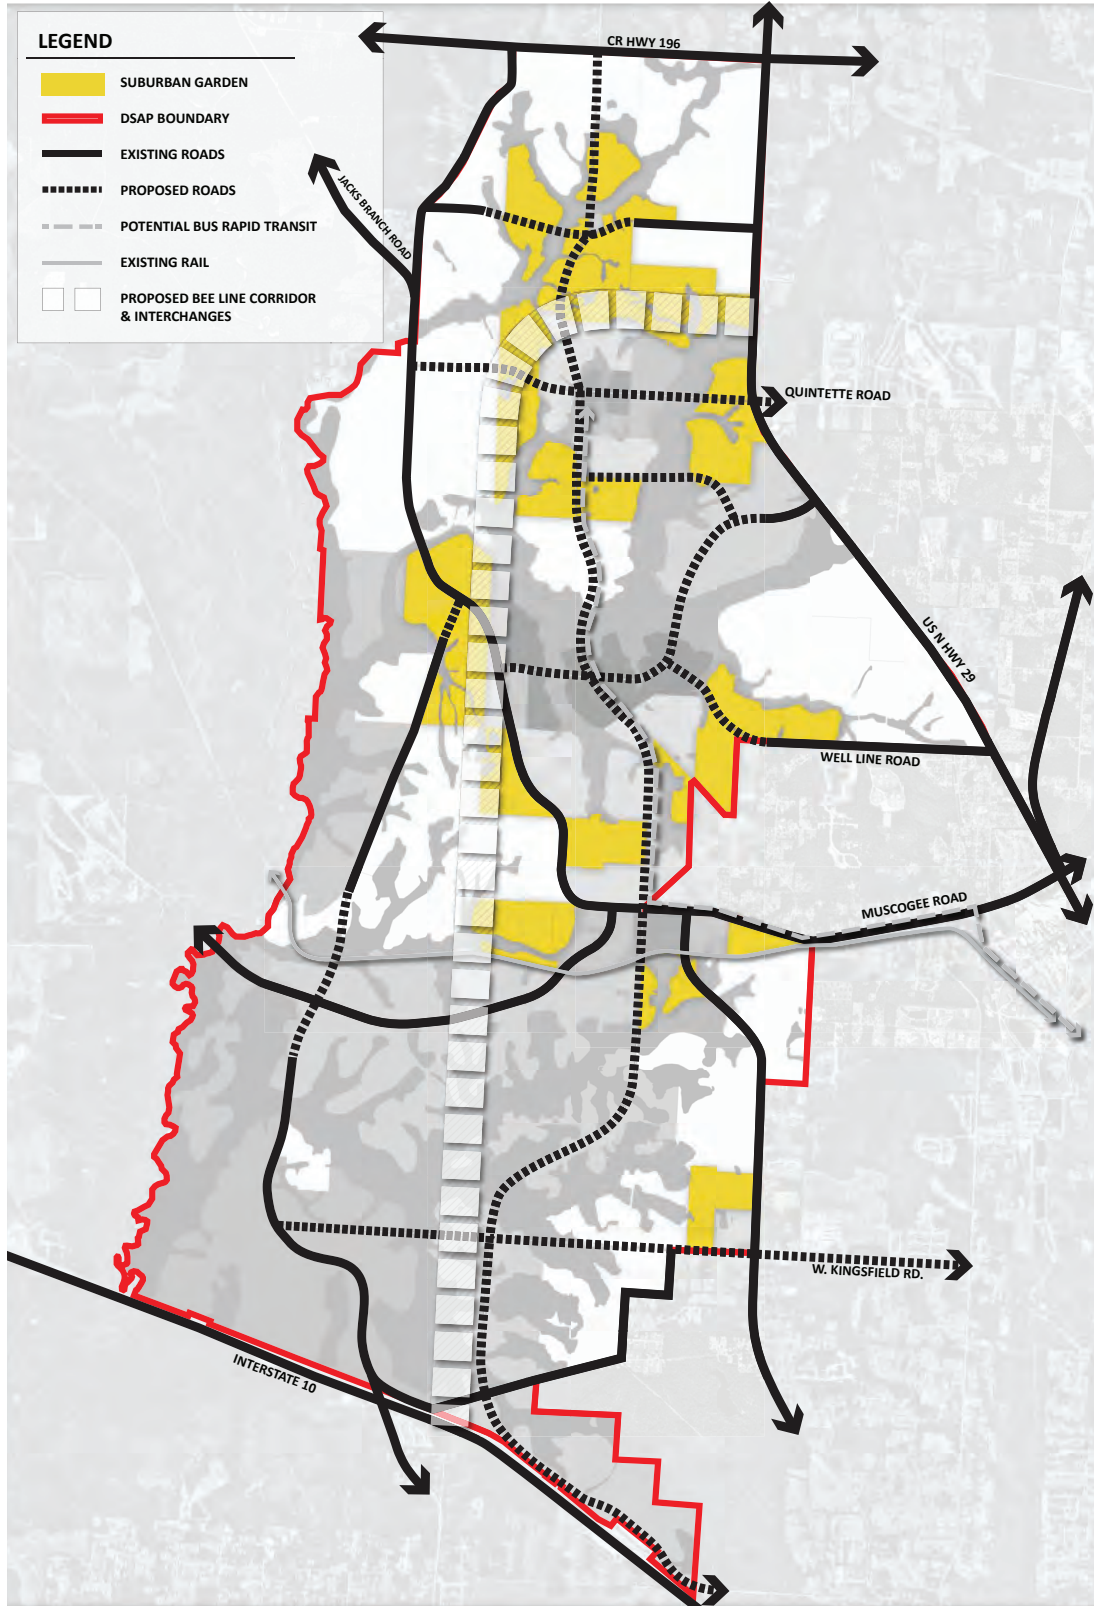 LEGEND
SUBURBAN GARDEN
DSAP BOUNDARY
EXISTING ROADS
PROPOSED ROADS
POTENTIAL BUS RAPID TRANSIT
EXISTING RAIL
PROPOSED BEE LINE CORRIDOR
& INTERCHANGES
CR HWY 196
JACKS BRANCH ROAD
QUINTETTE ROAD
US N HWY 29
WELL LINE ROAD
MUSCOGEE ROAD
W. KINGSFIELD RD.
INTERSTATE 10